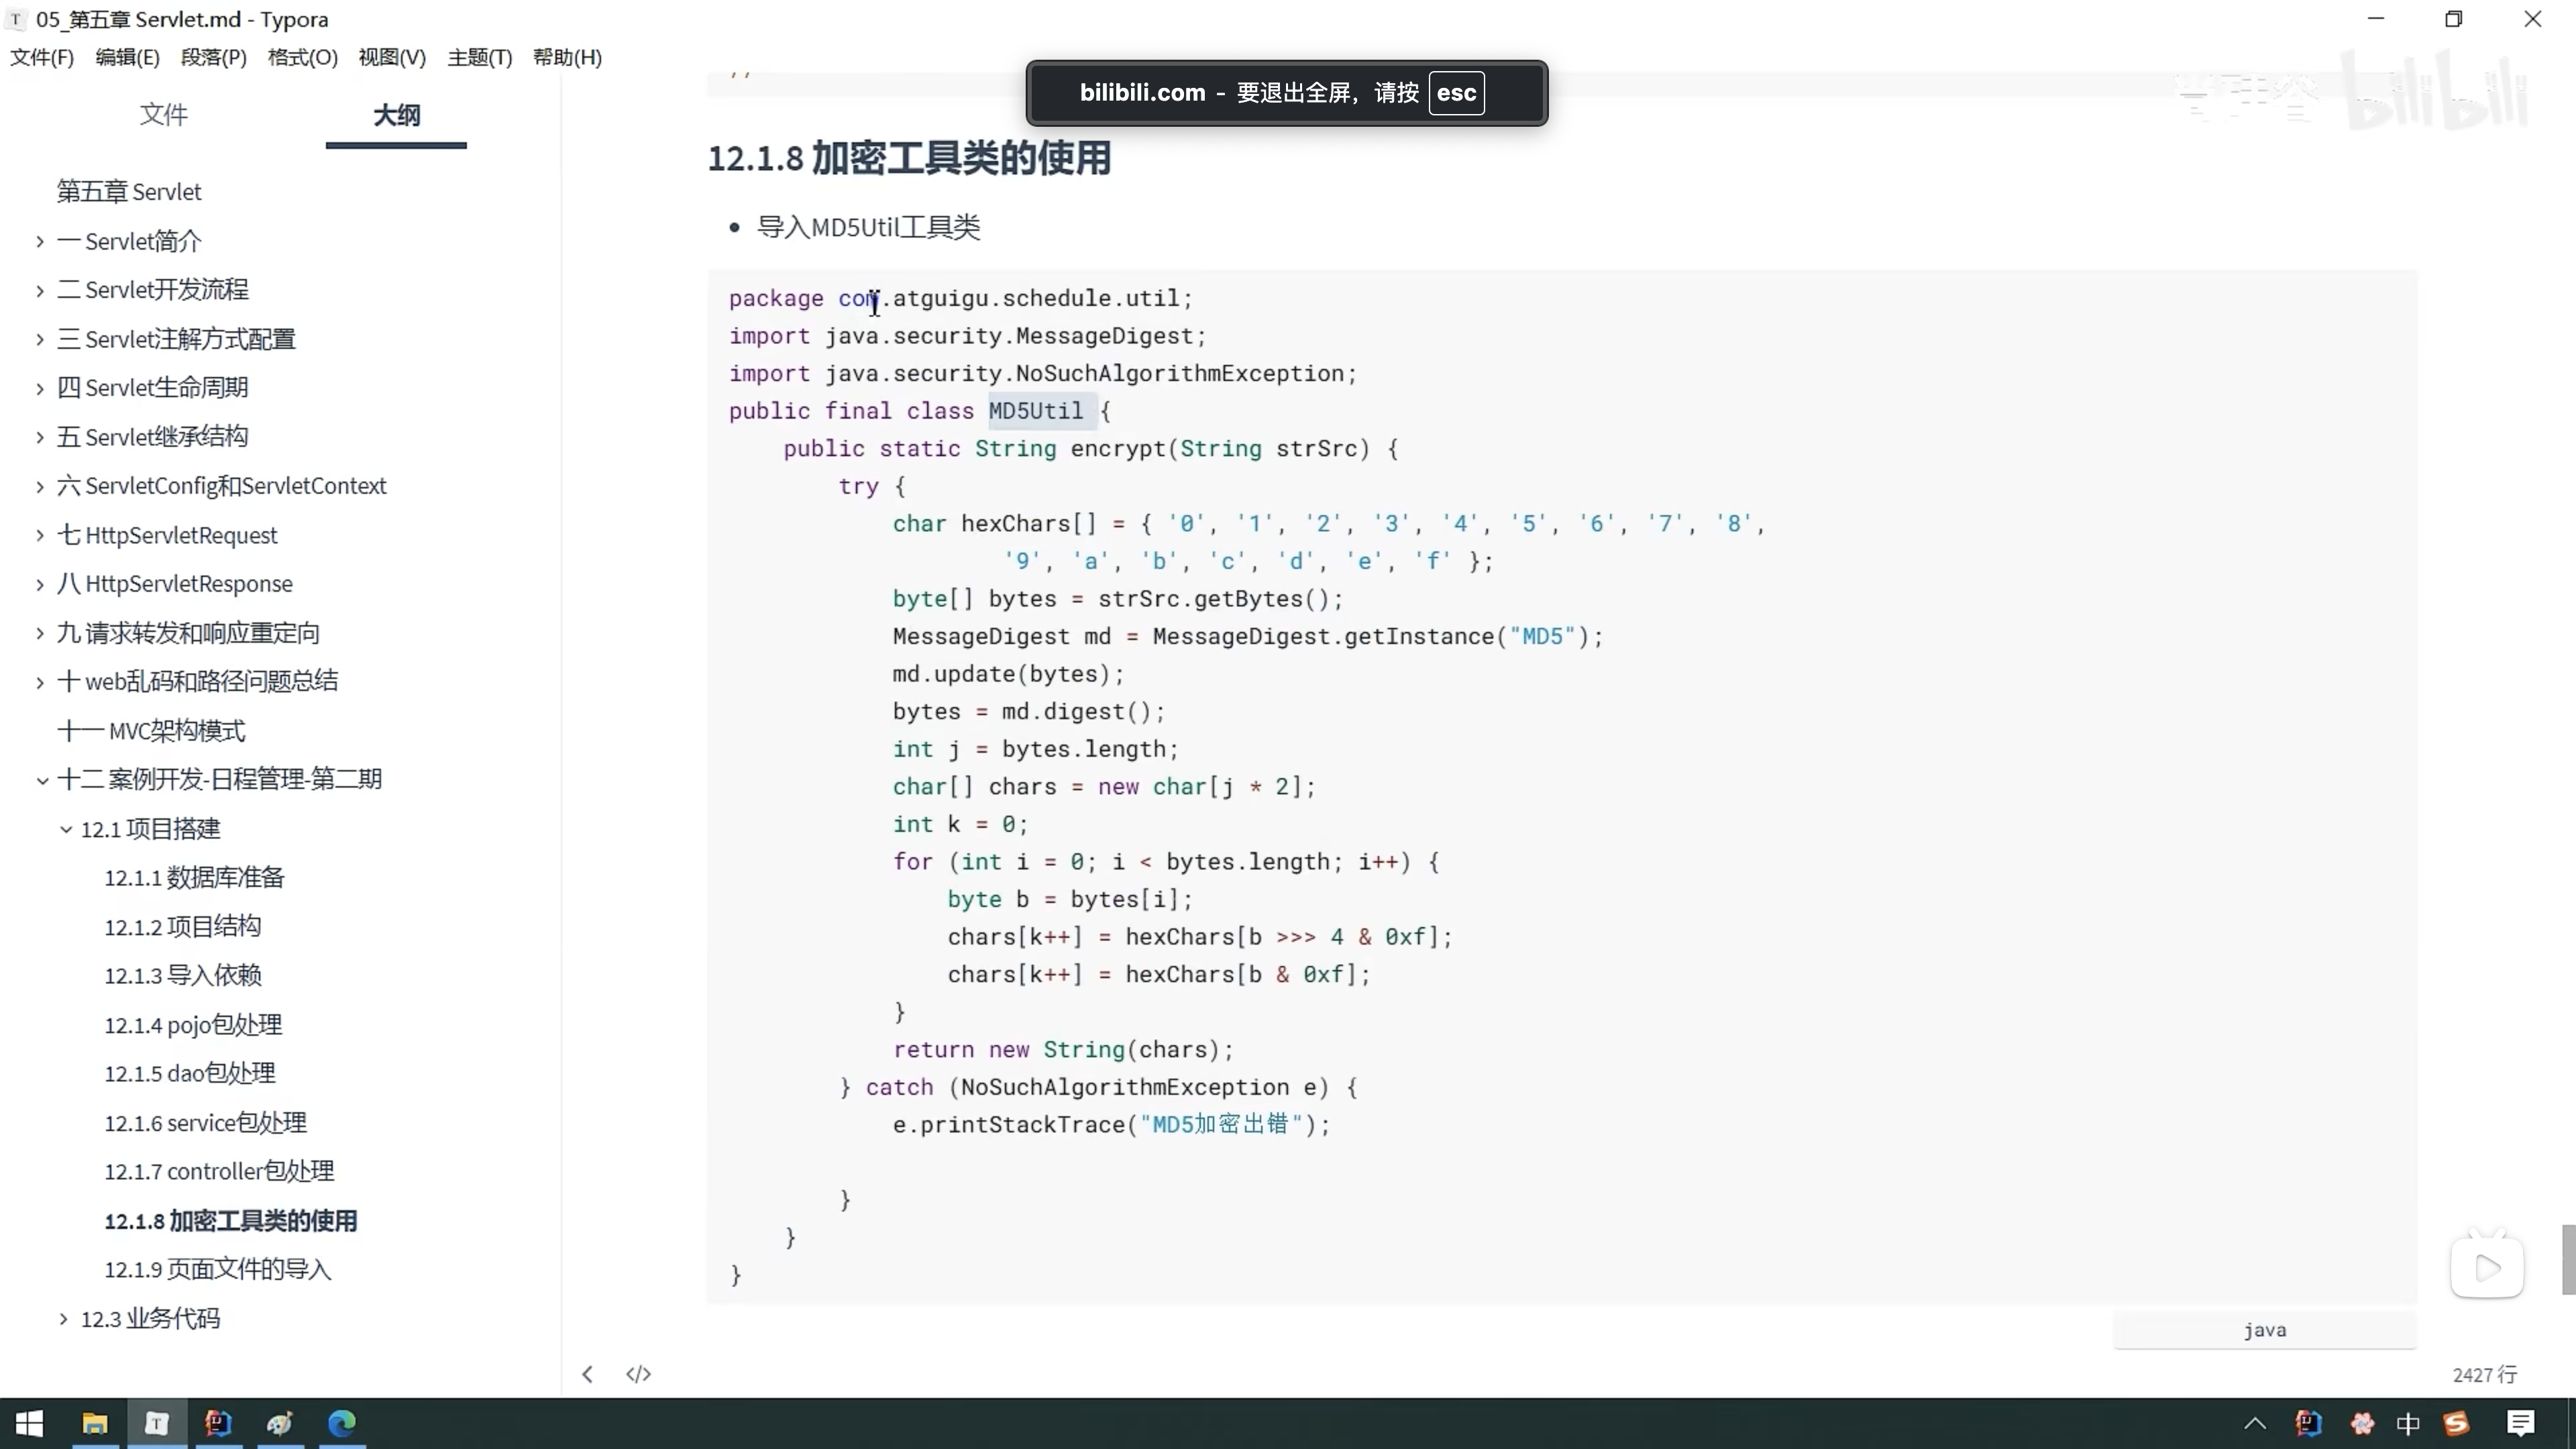 05_第五章 Servlet.md - Typora
文件(F) 编辑(E) 段落(P) 格式(O) 视图(V) 主题(T) 帮助(H)
bilibili.com - 要退出全屏，请按 esc
bilibili
文件 大纲
第五章 Servlet
一 Servlet简介
二 Servlet开发流程
三 Servlet注解方式配置
四 Servlet生命周期
五 Servlet继承结构
六 ServletConfig和ServletContext
七 HttpServletRequest
八 HttpServletResponse
九 请求转发和响应重定向
十 web乱码和路径问题总结
十一 MVC架构模式
十二 案例开发-日程管理-第二期
12.1 项目搭建
12.1.1 数据库准备
12.1.2 项目结构
12.1.3 导入依赖
12.1.4 pojo包处理
12.1.5 dao包处理
12.1.6 service包处理
12.1.7 controller包处理
12.1.8 加密工具类的使用
12.1.9 页面文件的导入
12.3 业务代码
12.1.8 加密工具类的使用
导入MD5Util工具类
package com.atguigu.schedule.util;
import java.security.MessageDigest;
import java.security.NoSuchAlgorithmException;
public final class MD5Util {
    public static String encrypt(String strSrc) {
        try {
            char hexChars[] = { '0', '1', '2', '3', '4', '5', '6', '7', '8',
                    '9', 'a', 'b', 'c', 'd', 'e', 'f' };
            byte[] bytes = strSrc.getBytes();
            MessageDigest md = MessageDigest.getInstance("MD5");
            md.update(bytes);
            bytes = md.digest();
            int j = bytes.length;
            char[] chars = new char[j * 2];
            int k = 0;
            for (int i = 0; i < bytes.length; i++) {
                byte b = bytes[i];
                chars[k++] = hexChars[b >>> 4 & 0xf];
                chars[k++] = hexChars[b & 0xf];
            }
            return new String(chars);
        } catch (NoSuchAlgorithmException e) {
            e.printStackTrace("MD5加密出错");
        }
    }
}
java
</> 2427 行
中